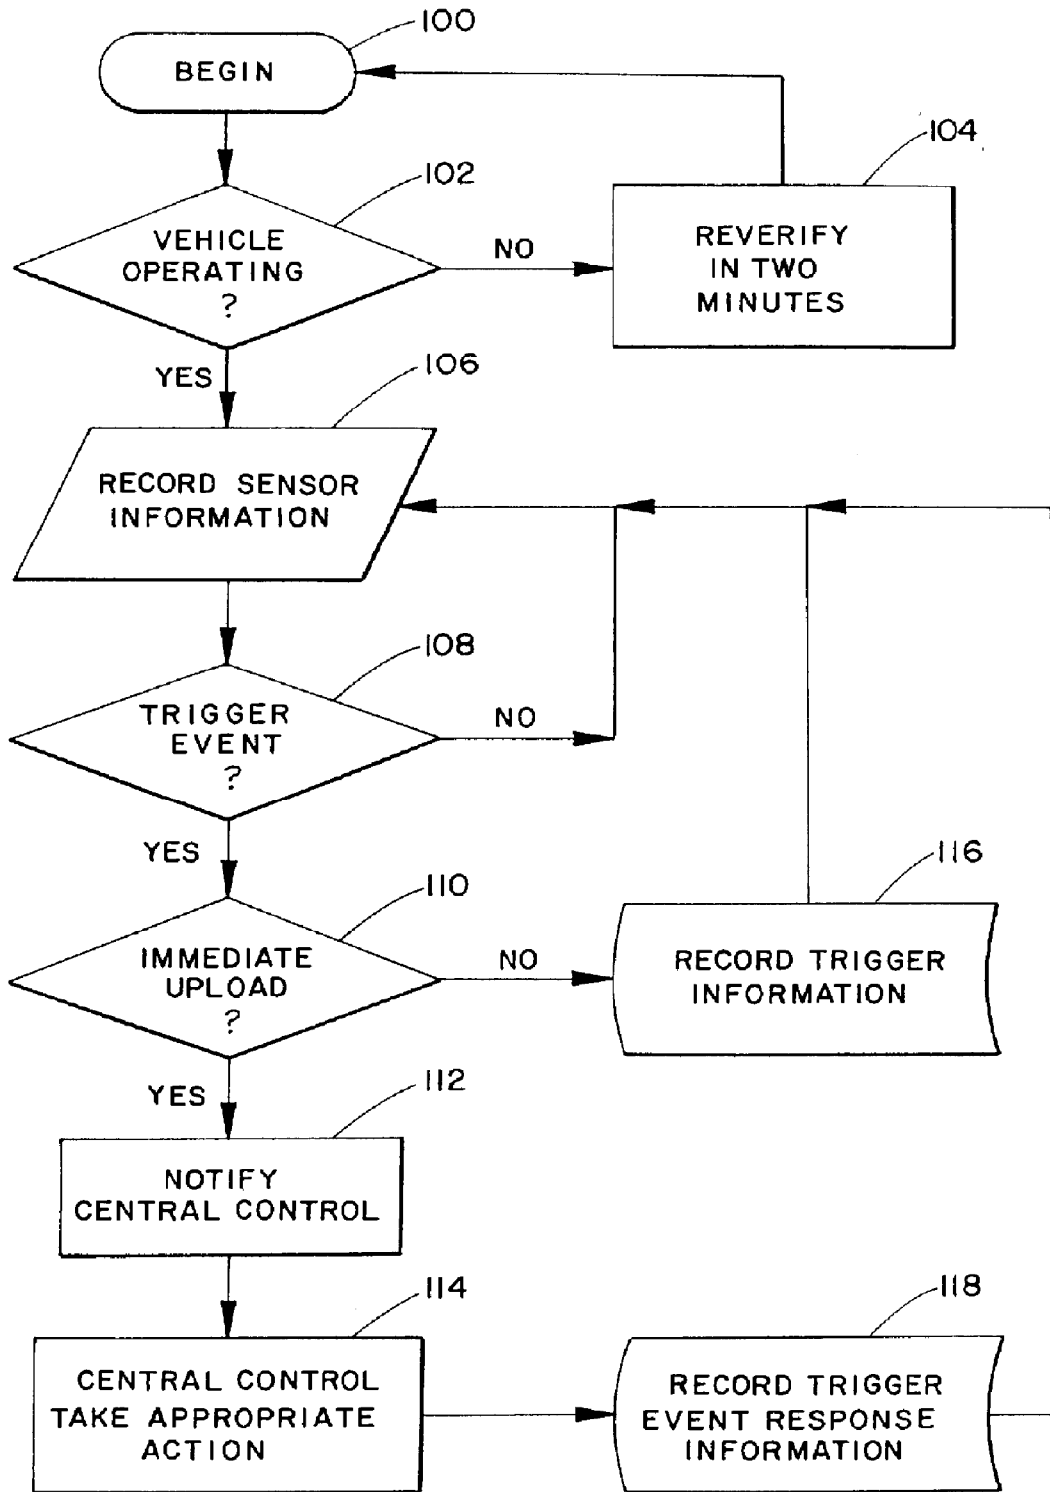 100
BEGIN
104
102
VEHICLE
OPERATING
?
NO
REVERIFY
IN TWO
MINUTES
YES
106
RECORD SENSOR
INFORMATION
108
TRIGGER
EVENT
?
NO
YES
116
110
IMMEDIATE
UPLOAD
?
NO
RECORD TRIGGER
INFORMATION
YES
112
NOTIFY
CENTRAL CONTROL
114
118
CENTRAL CONTROL
TAKE APPROPRIATE
ACTION
RECORD TRIGGER
EVENT RESPONSE
INFORMATION